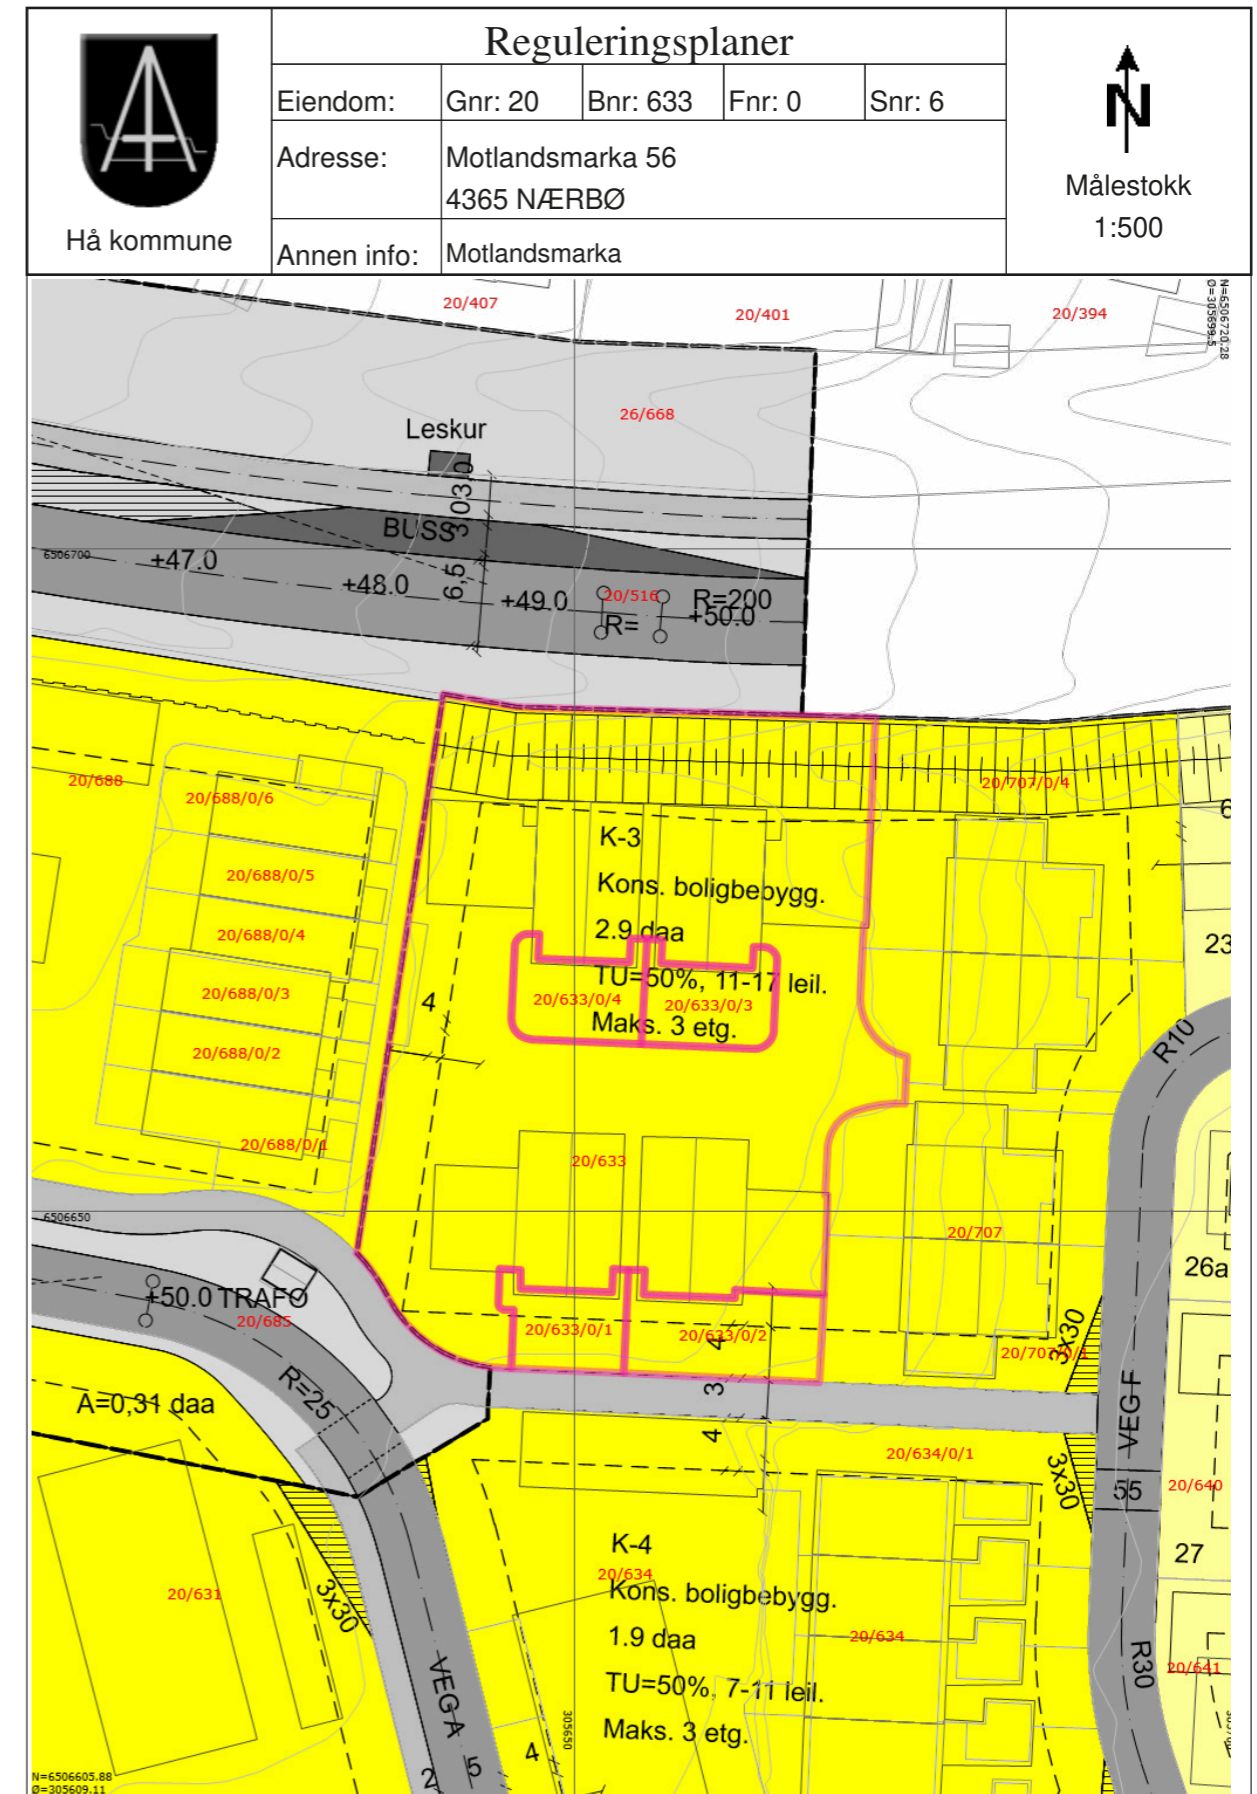 Reguleringsplaner
Eiendom: Gnr: 20 Bnr: 633 Fnr: 0 Snr: 6
Adresse: Motlandsmarka 56
4365 NÆRBØ
Annen info: Motlandsmarka
Hå kommune
N
Målestokk
1:500
20/407
20/401
20/394
N=6506720.28
Ø=305699.5
26/668
Leskur
3,0
3,0
BUSS
6506700
+47.0
+48.0
6,5
+49.0
20/516
R=200
R=
+50.0
20/688
20/688/0/6
20/707/0/4
6
K-3
Kons. boligbebygg.
2.9 daa
TU=50%, 11-17 leil.
Maks. 3 etg.
20/688/0/5
20/688/0/4
20/688/0/3
20/688/0/2
20/688/0/1
23
4
20/633/0/4
20/633/0/3
R10
20/633
6506650
20/707
26a
+50.0
TRAFO
20/685
20/633/0/1
20/633/0/2
4
3x30
R=25
3
A=0,31 daa
VEG F
4
20/634/0/1
3x30
55
20/640
K-4
20/634
Kons. boligbebygg.
1.9 daa
TU=50%, 7-11 leil.
Maks. 3 etg.
27
20/631
3x30
20/634
R30
20/641
VEG A
305650
4
5
2
N=6506605.88
Ø=305609.11